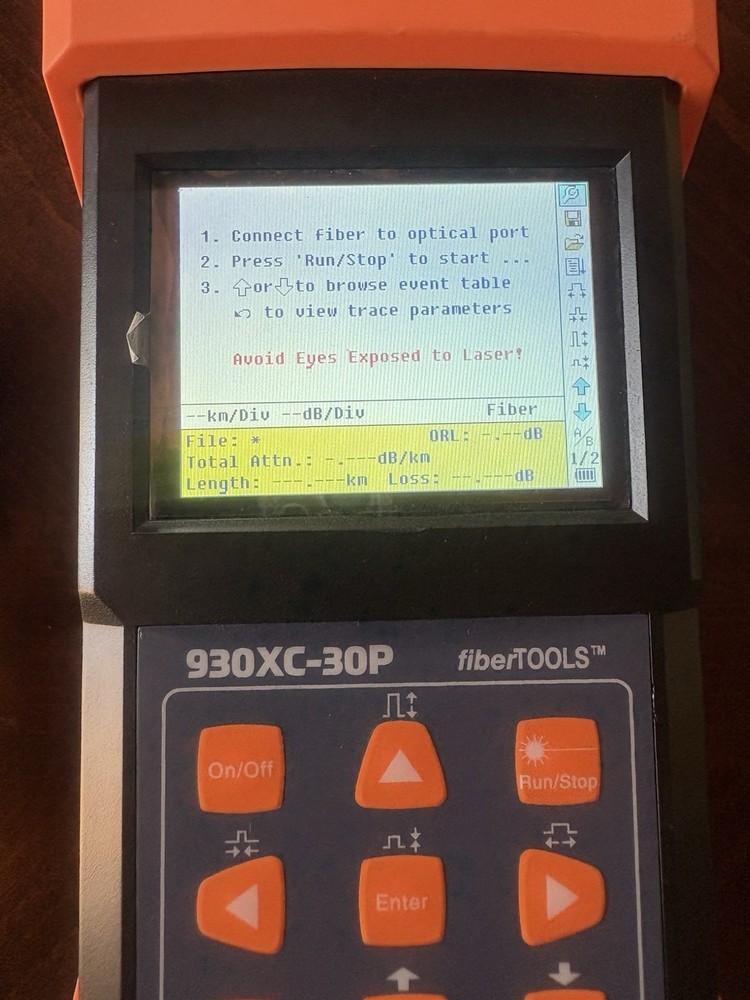 1. Connect fiber to optical port
2. Press 'Run/Stop' to start ...
3. ⇧or⇩to browse event table
↶ to view trace parameters
Avoid Eyes Exposed to Laser!
--km/Div --dB/Div Fiber
File: * ORL: -.--dB
Total Attn.: -.---dB/km
Length: ---.---km Loss: --.---dB
A/B
1/2
930XC-30P fiberTOOLS™
On/Off
Run/Stop
Enter